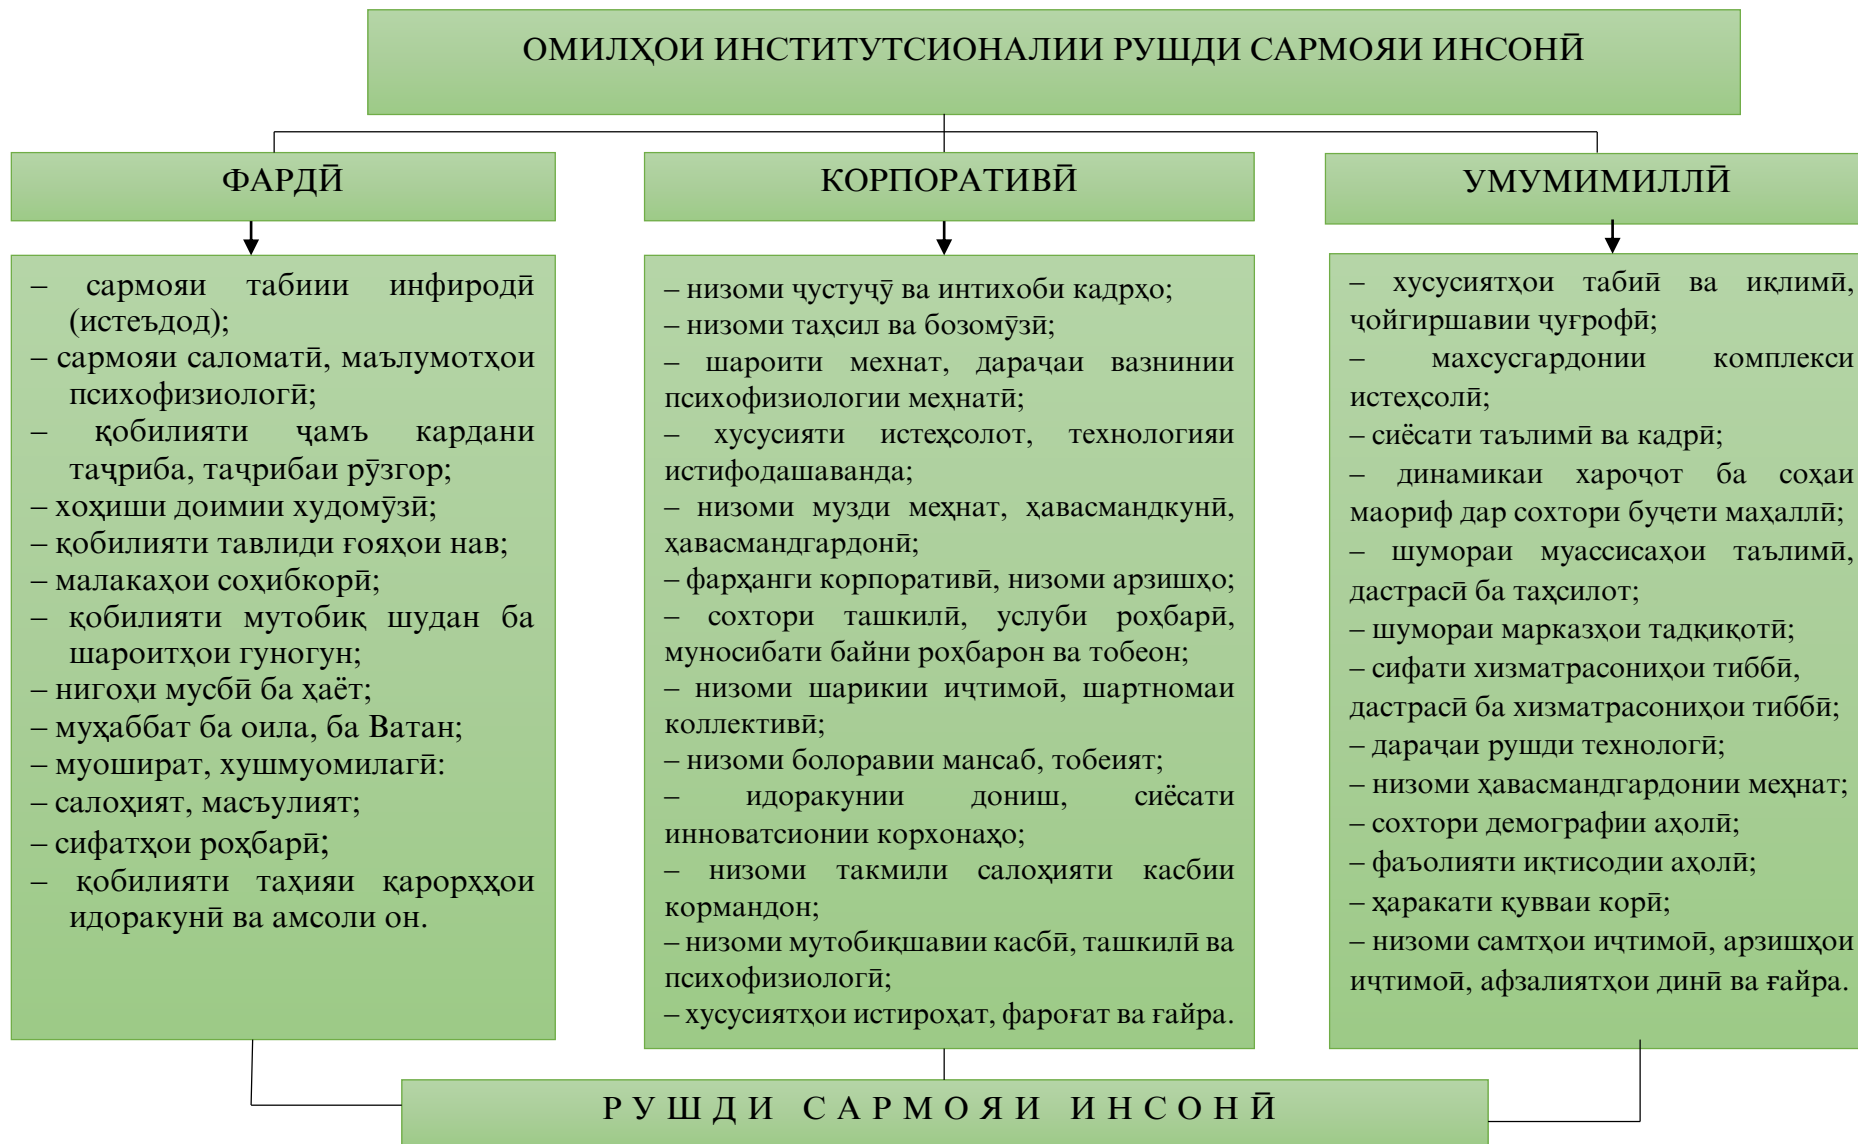 ОМИЛҲОИ ИНСТИТУТСИОНАЛИИ РУШДИ САРМОЯИ ИНСОНӢ
ФАРДӢ
– сармояи табиии инфиродӣ
(истеъдод);
– сармояи саломатӣ, маълумотҳои
психофизиологӣ;
– қобилияти ҷамъ кардани
таҷриба, таҷрибаи рӯзгор;
– хоҳиши доимии худомӯзӣ;
– қобилияти тавлиди ғояҳои нав;
– малакаҳои соҳибкорӣ;
– қобилияти мутобиқ шудан ба
шароитҳои гуногун;
– нигоҳи мусбӣ ба ҳаёт;
– муҳаббат ба оила, ба Ватан;
– муошират, хушмуомилагӣ:
– салоҳият, масъулият;
– сифатҳои роҳбарӣ;
– қобилияти таҳияи қарорҳҳои
идоракунӣ ва амсоли он.
КОРПОРАТИВӢ
– низоми ҷустуҷӯ ва интихоби кадрҳо;
– низоми таҳсил ва бозомӯзӣ;
– шароити мехнат, дараҷаи вазнинии
психофизиологии меҳнатӣ;
– хусусияти истеҳсолот, технологияи
истифодашаванда;
– низоми музди меҳнат, ҳавасмандкунӣ,
ҳавасмандгардонӣ;
– фарҳанги корпоративӣ, низоми арзишҳо;
– сохтори ташкилӣ, услуби роҳбарӣ,
муносибати байни роҳбарон ва тобеон;
– низоми шарикии иҷтимоӣ, шартномаи
коллективӣ;
– низоми болоравии мансаб, тобеият;
– идоракунии дониш, сиёсати
инноватсионии корхонаҳо;
– низоми такмили салоҳияти касбии
кормандон;
– низоми мутобиқшавии касбӣ, ташкилӣ ва
психофизиологӣ;
– хусусиятҳои истироҳат, фароғат ва ғайра.
УМУМИМИЛЛӢ
– хусусиятҳои табиӣ ва иқлимӣ,
ҷойгиршавии ҷуғрофӣ;
– махсусгардонии комплекси
истеҳсолӣ;
– сиёсати таълимӣ ва кадрӣ;
– динамикаи хароҷот ба соҳаи
маориф дар сохтори буҷети маҳаллӣ;
– шумораи муассисаҳои таълимӣ,
дастрасӣ ба таҳсилот;
– шумораи марказҳои тадқиқотӣ;
– сифати хизматрасониҳои тиббӣ,
дастрасӣ ба хизматрасониҳои тиббӣ;
– дараҷаи рушди технологӣ;
– низоми ҳавасмандгардонии меҳнат;
– сохтори демографии аҳолӣ;
– фаъолияти иқтисодии аҳолӣ;
– ҳаракати қувваи корӣ;
– низоми самтҳои иҷтимоӣ, арзишҳои
иҷтимоӣ, афзалиятҳои динӣ ва ғайра.
РУШДИ САРМОЯИ ИНСОНӢ